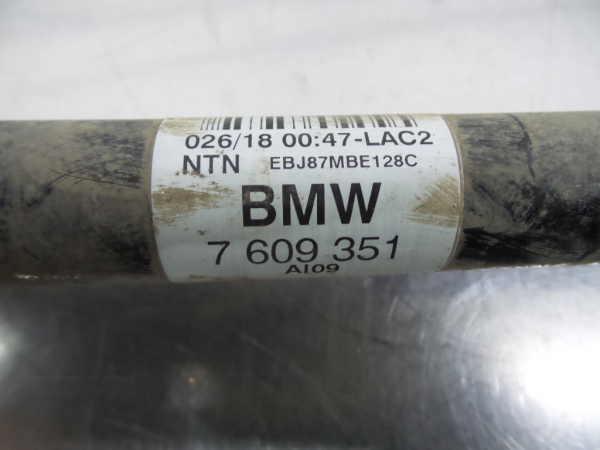 026/18 00:47-LAC2
NTN EBJ87MBE128C
BMW
7 609 351
AI09